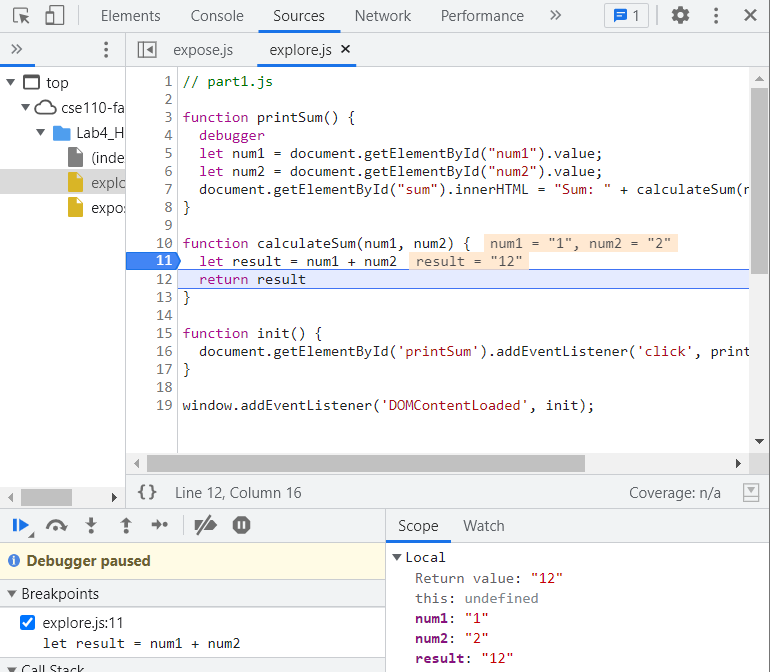 Elements Console Sources Network Performance » 1
» expose.js explore.js ×
top
cse110-fa
Lab4_H
(inde
explo
expos
1 // part1.js
2
3 function printSum() {
4 debugger
5 let num1 = document.getElementById("num1").value;
6 let num2 = document.getElementById("num2").value;
7 document.getElementById("sum").innerHTML = "Sum: " + calculateSum(n
8 }
9
10 function calculateSum(num1, num2) { num1 = "1", num2 = "2"
11 let result = num1 + num2 result = "12"
12 return result
13 }
14
15 function init() {
16 document.getElementById('printSum').addEventListener('click', print
17 }
18
19 window.addEventListener('DOMContentLoaded', init);
{} Line 12, Column 16 Coverage: n/a
Debugger paused
Breakpoints
explore.js:11
let result = num1 + num2
Call Stack
Scope Watch
Local
Return value: "12"
this: undefined
num1: "1"
num2: "2"
result: "12"